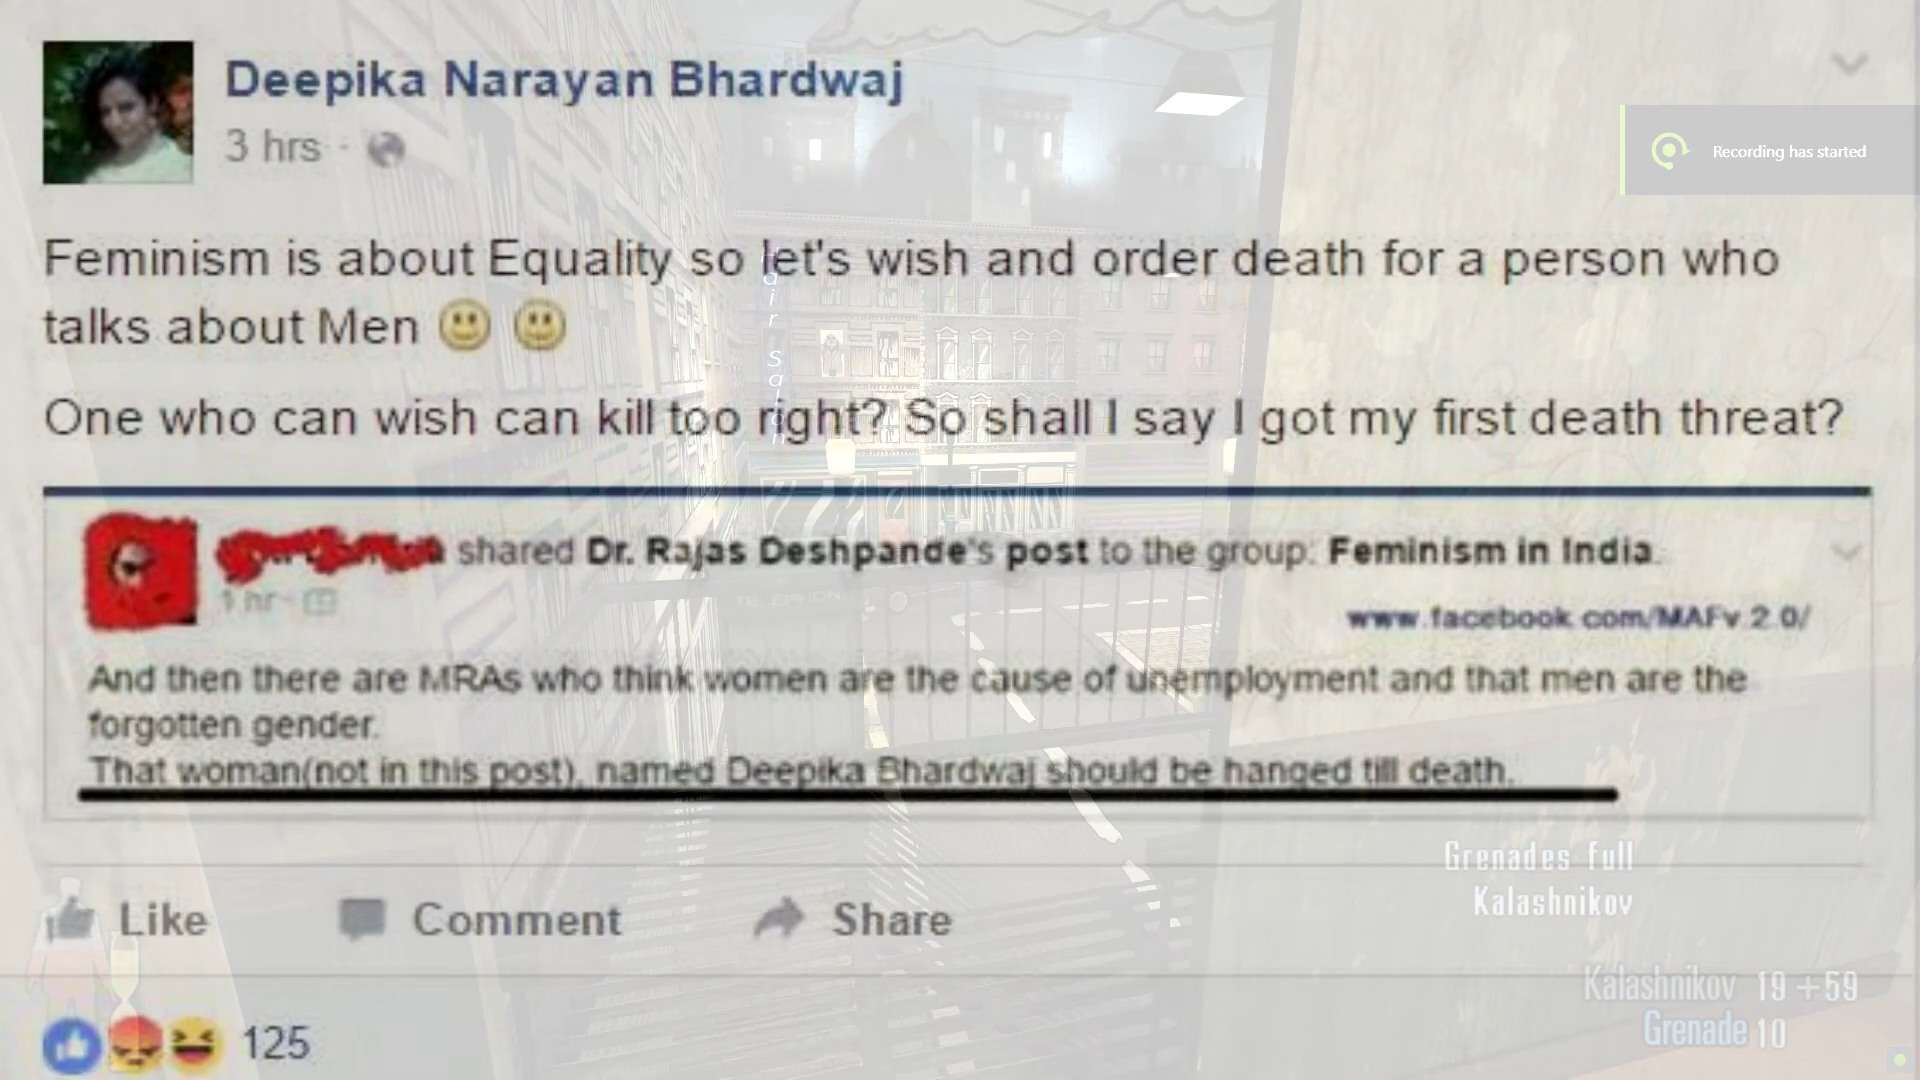 Deepika Narayan Bhardwaj
3 hrs ·
Recording has started
Feminism is about Equality so let's wish and order death for a person who
talks about Men
One who can wish can kill too right? So shall I say I got my first death threat?
shared Dr. Rajas Deshpande's post to the group: Feminism in India.
1 hr ·
www.facebook.com/MAFv.2.0/
And then there are MRAs who think women are the cause of unemployment and that men are the
forgotten gender.
That woman(not in this post), named Deepika Bhardwaj should be hanged till death.
Hair Salon
TELEPHONE
Grenades full
Kalashnikov
Like Comment Share
Kalashnikov 19 +59
Grenade 10
125